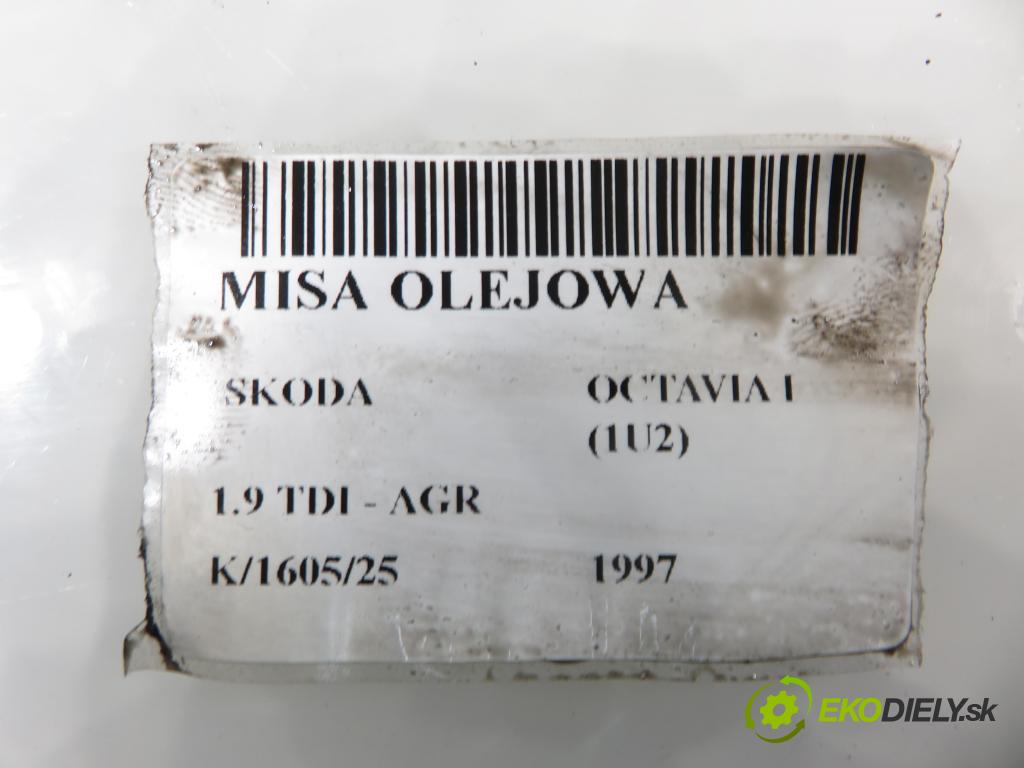 MISA OLEJOWA
SKODA OCTAVIA I
(1U2)
1.9 TDI - AGR
K/1605/25 1997
EKODIELY.sk